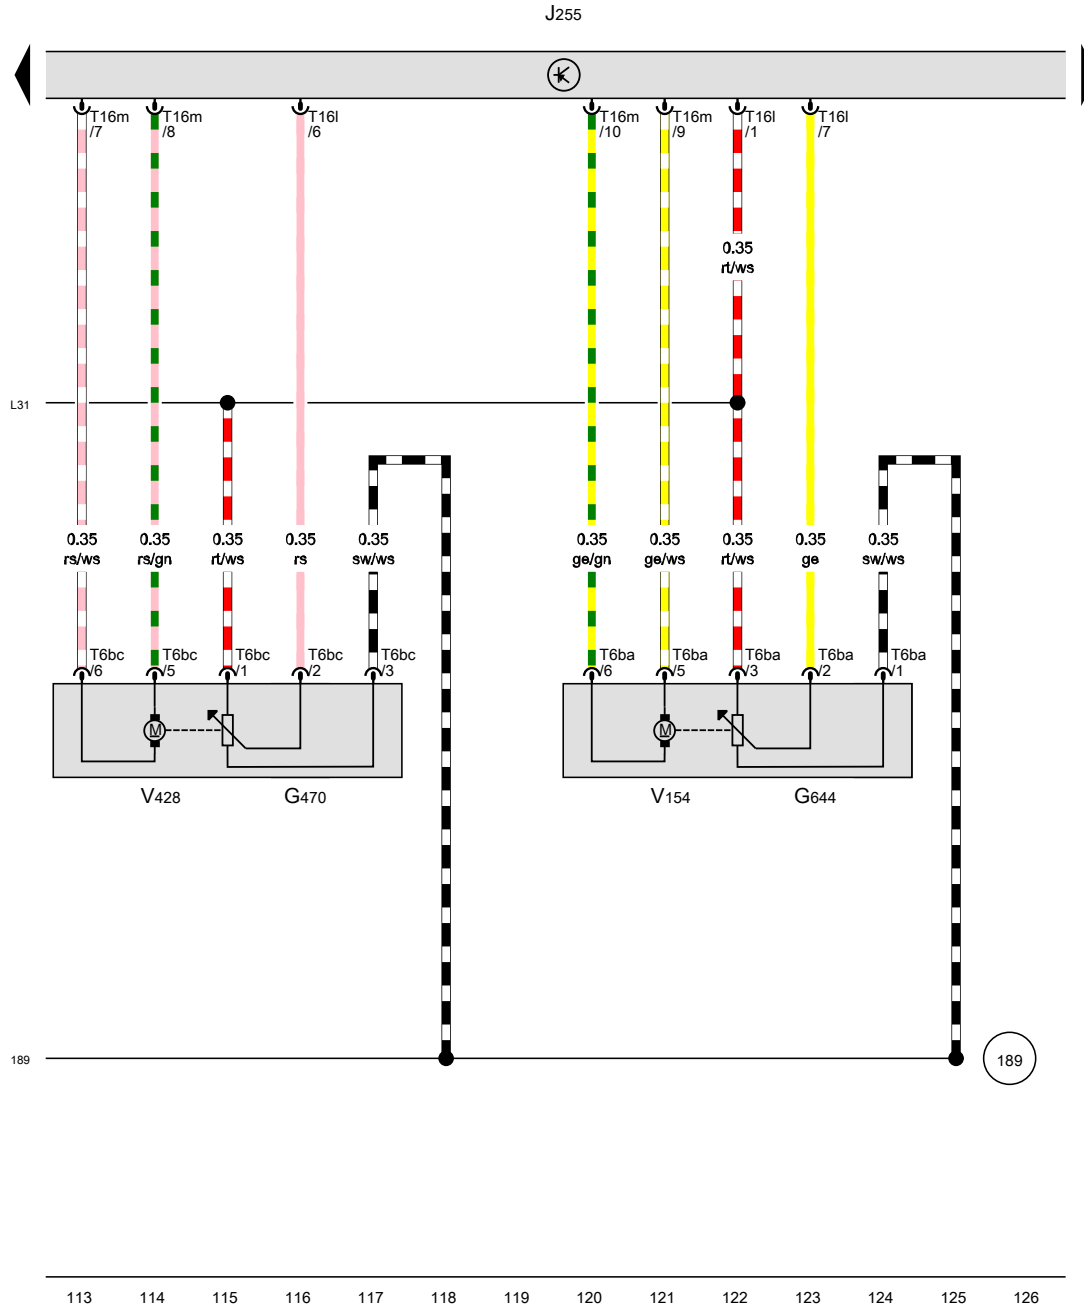 J255
T16m
/7
T16m
/8
T16l
/6
T16m
/10
T16m
/9
T16l
/1
T16l
/7
0.35
rt/ws
L31
0.35
rs/ws
0.35
rs/gn
0.35
rt/ws
0.35
rs
0.35
sw/ws
0.35
ge/gn
0.35
ge/ws
0.35
rt/ws
0.35
ge
0.35
sw/ws
T6bc
/6
T6bc
/5
T6bc
/1
T6bc
/2
T6bc
/3
T6ba
/6
T6ba
/5
T6ba
/3
T6ba
/2
T6ba
/1
M
M
V428
G470
V154
G644
189
189
113 114 115 116 117 118 119 120 121 122 123 124 125 126